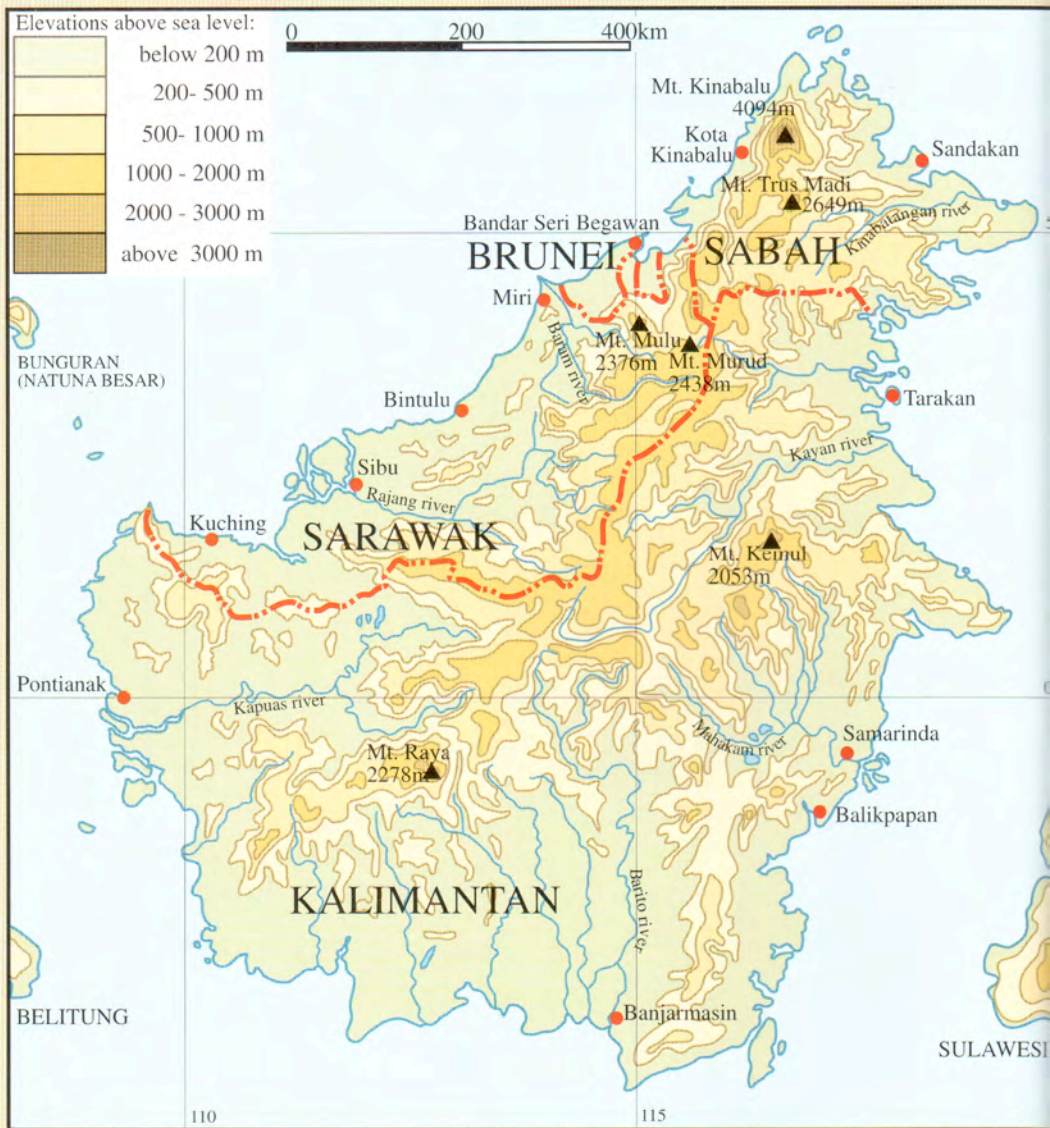 Elevations above sea level:
below 200 m
200- 500 m
500- 1000 m
1000 - 2000 m
2000 - 3000 m
above 3000 m
0 200 400km
Mt. Kinabalu
4094m
Kota
Kinabalu
Sandakan
Mt. Trus Madi
2649m
Kinabatangan river
Bandar Seri Begawan
5
BRUNEI
SABAH
Miri
Mt. Mulu
2376m
Mt. Murud
2438m
Baram river
BUNGURAN
(NATUNA BESAR)
Bintulu
Tarakan
Kayan river
Sibu
Rajang river
Kuching
SARAWAK
Mt. Kemul
2053m
Pontianak
0
Kapuas river
Mahakam river
Samarinda
Mt. Raya
2278m
Balikpapan
KALIMANTAN
Barito river
BELITUNG
Banjarmasin
SULAWESI
110
115